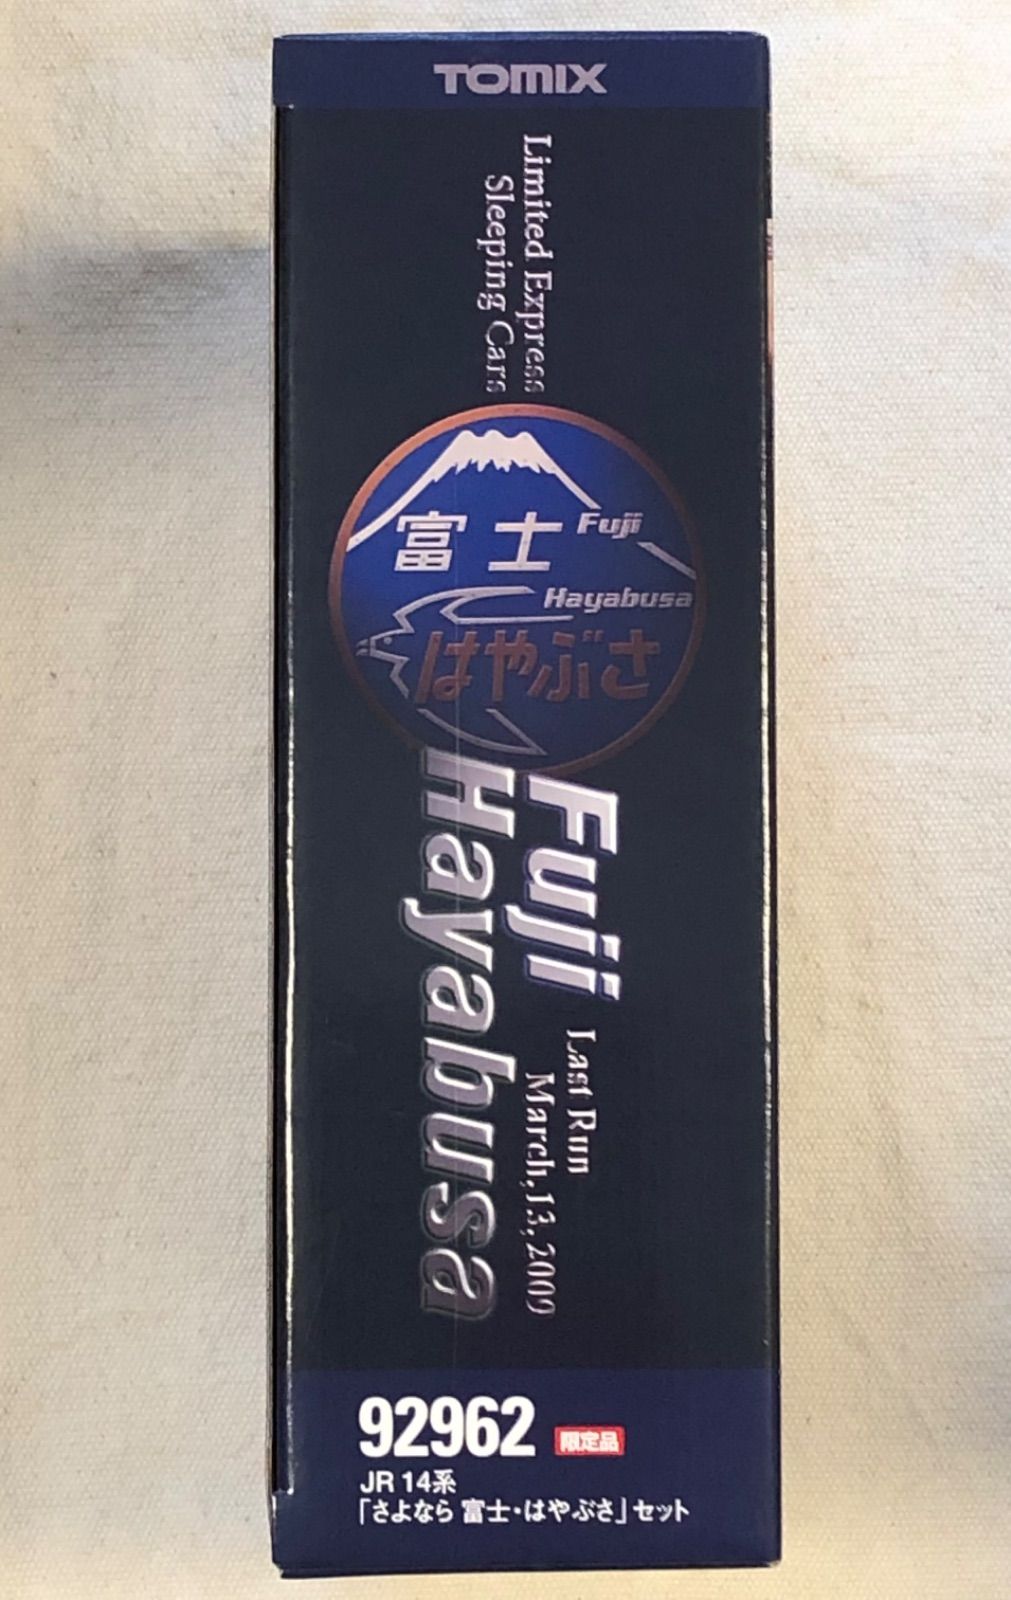 TOMIX
Limited Express
Sleeping Cars
富士 Fuji
Hayabusa
はやぶさ
Fuji
Hayabusa
Last Run
March,13,2009
92962 限定品
JR 14系
「さよなら 富士・はやぶさ」セット